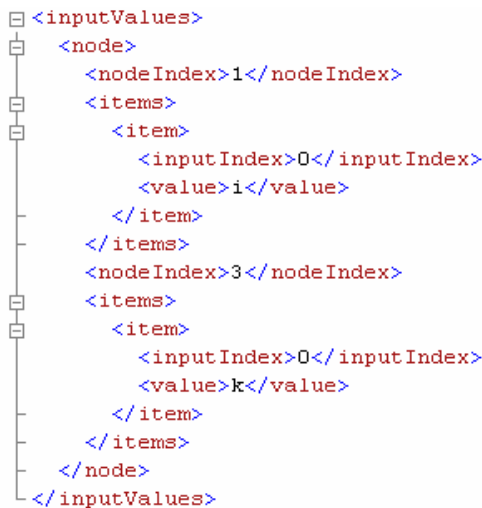 <inputValues>
<node>
<nodeIndex>1</nodeIndex>
<items>
<item>
<inputIndex>0</inputIndex>
<value>i</value>
</item>
</items>
<nodeIndex>3</nodeIndex>
<items>
<item>
<inputIndex>0</inputIndex>
<value>k</value>
</item>
</items>
</node>
</inputValues>